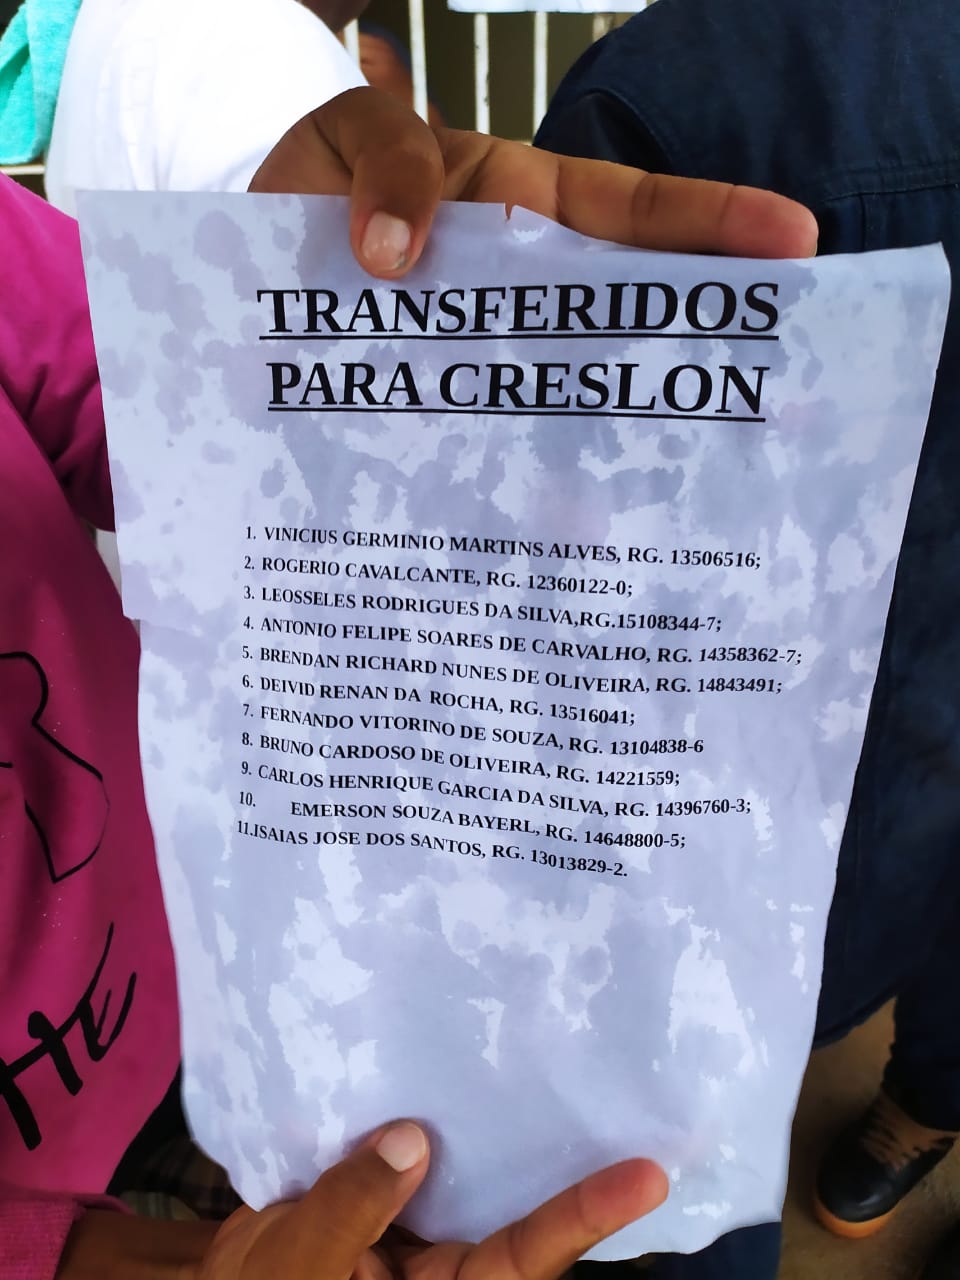 TRANSFERIDOS
PARA CRESLON
1. VINICIUS GERMINIO MARTINS ALVES, RG. 13506516;
2. ROGERIO CAVALCANTE, RG. 12360122-0;
3. LEOSSELES RODRIGUES DA SILVA,RG.15108344-7;
4. ANTONIO FELIPE SOARES DE CARVALHO, RG. 14358362-7;
5. BRENDAN RICHARD NUNES DE OLIVEIRA, RG. 14843491;
6. DEIVID RENAN DA ROCHA, RG. 13516041;
7. FERNANDO VITORINO DE SOUZA, RG. 13104838-6
8. BRUNO CARDOSO DE OLIVEIRA, RG. 14221559;
9. CARLOS HENRIQUE GARCIA DA SILVA, RG. 14396760-3;
10. EMERSON SOUZA BAYERL, RG. 14648800-5;
11.ISAIAS JOSE DOS SANTOS, RG. 13013829-2.
HE